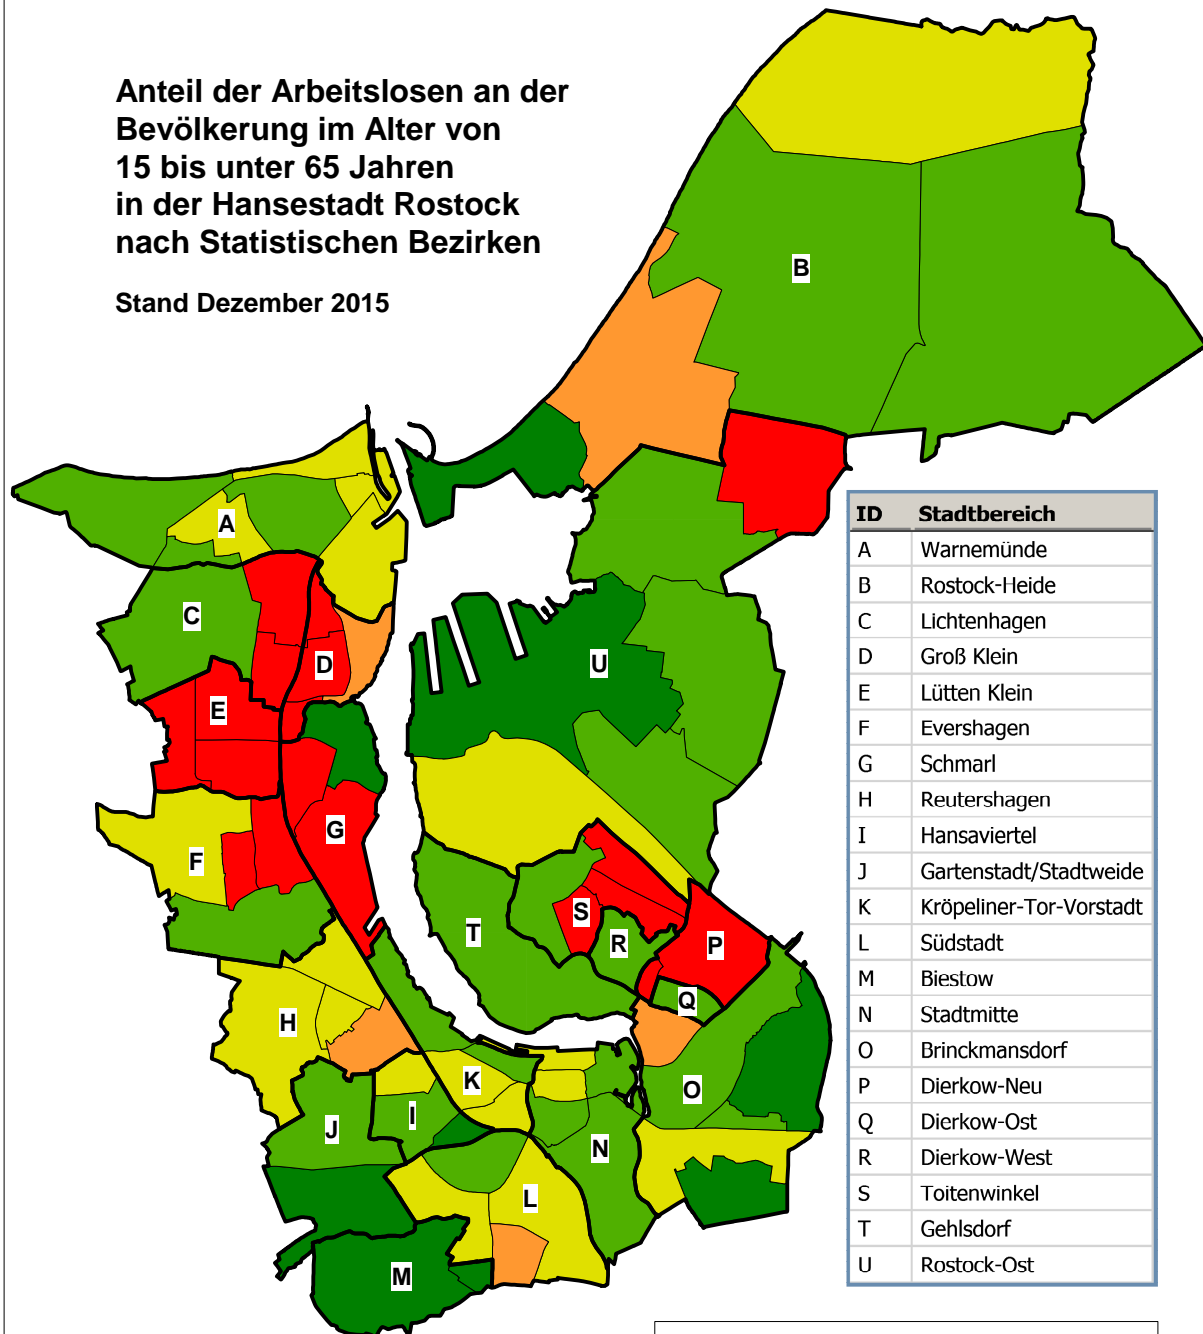 Anteil der Arbeitslosen an der
Bevölkerung im Alter von
15 bis unter 65 Jahren
in der Hansestadt Rostock
nach Statistischen Bezirken
Stand Dezember 2015
B
A
C
D
U
E
G
F
S
T
R
P
Q
H
K
O
I
J
N
L
M
ID Stadtbereich
A Warnemünde
B Rostock-Heide
C Lichtenhagen
D Groß Klein
E Lütten Klein
F Evershagen
G Schmarl
H Reutershagen
I Hansaviertel
J Gartenstadt/Stadtweide
K Kröpeliner-Tor-Vorstadt
L Südstadt
M Biestow
N Stadtmitte
O Brinckmansdorf
P Dierkow-Neu
Q Dierkow-Ost
R Dierkow-West
S Toitenwinkel
T Gehlsdorf
U Rostock-Ost